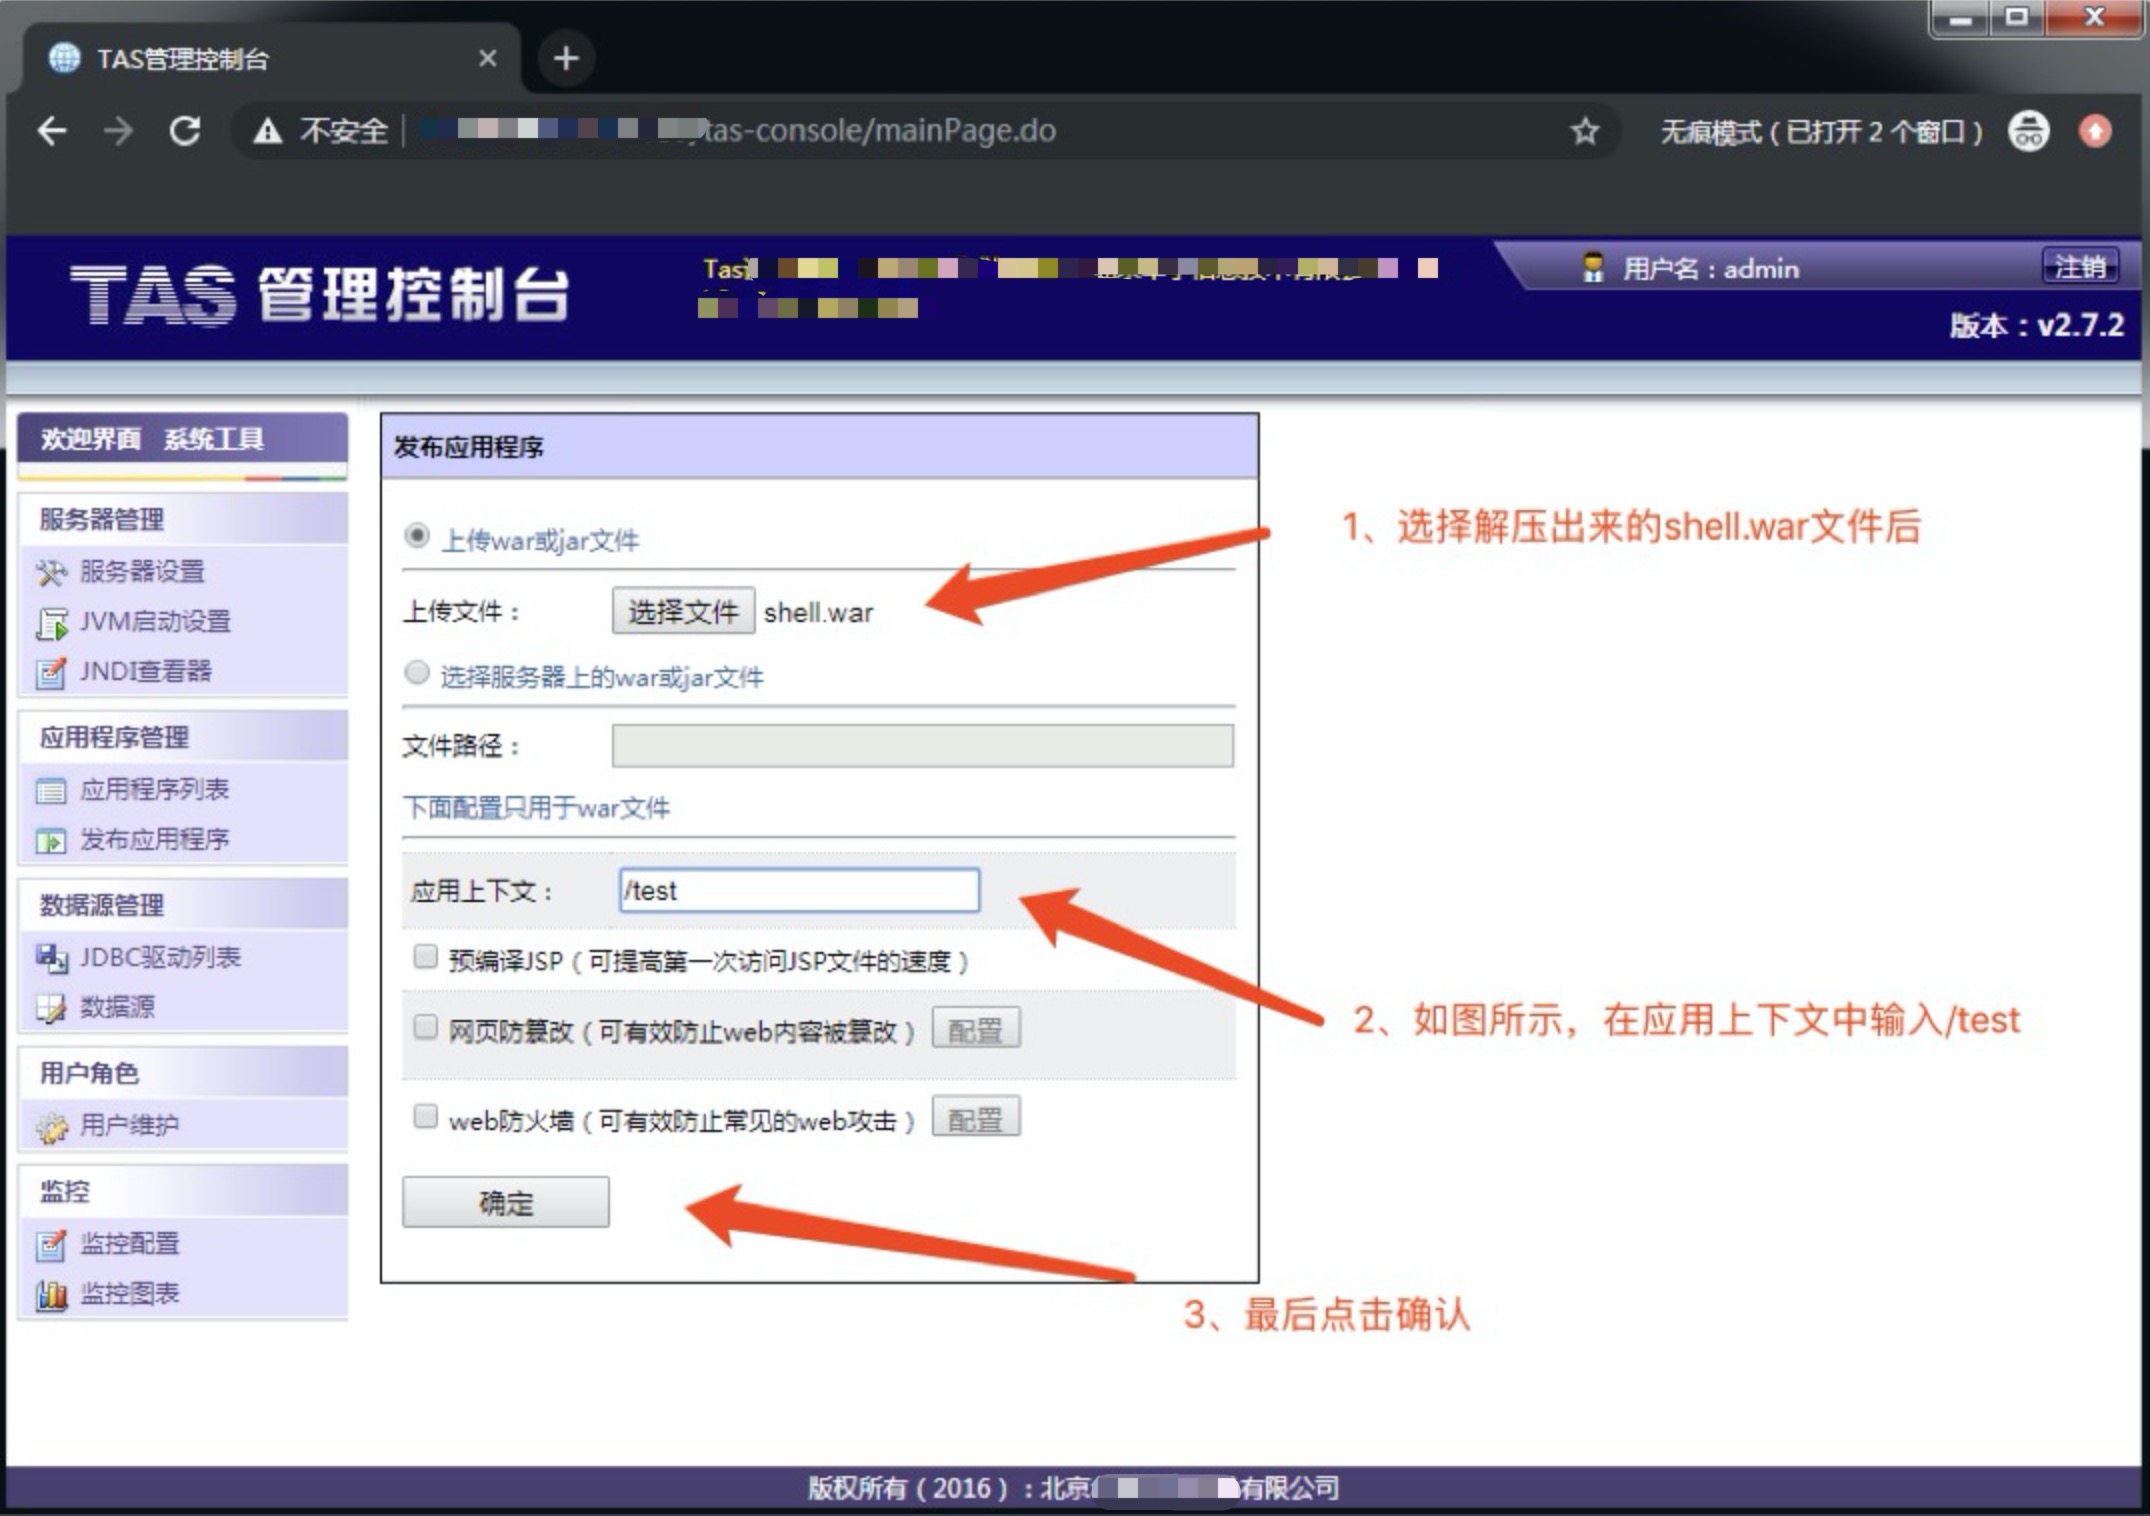 TAS管理控制台
不安全
tas-console/mainPage.do
无痕模式（已打开 2 个窗口）
TAS 管理控制台
Tas
用户名：admin
注销
版本：v2.7.2
欢迎界面 系统工具
服务器管理
服务器设置
JVM启动设置
JNDI查看器
应用程序管理
应用程序列表
发布应用程序
数据源管理
JDBC驱动列表
数据源
用户角色
用户维护
监控
监控配置
监控图表
发布应用程序
上传war或jar文件
上传文件：
选择文件 shell.war
选择服务器上的war或jar文件
文件路径：
下面配置只用于war文件
应用上下文：
/test
预编译JSP（可提高第一次访问JSP文件的速度）
网页防篡改（可有效防止web内容被篡改）
配置
web防火墙（可有效防止常见的web攻击）
配置
确定
1、选择解压出来的shell.war文件后
2、如图所示，在应用上下文中输入/test
3、最后点击确认
版权所有（2016）：北京
有限公司